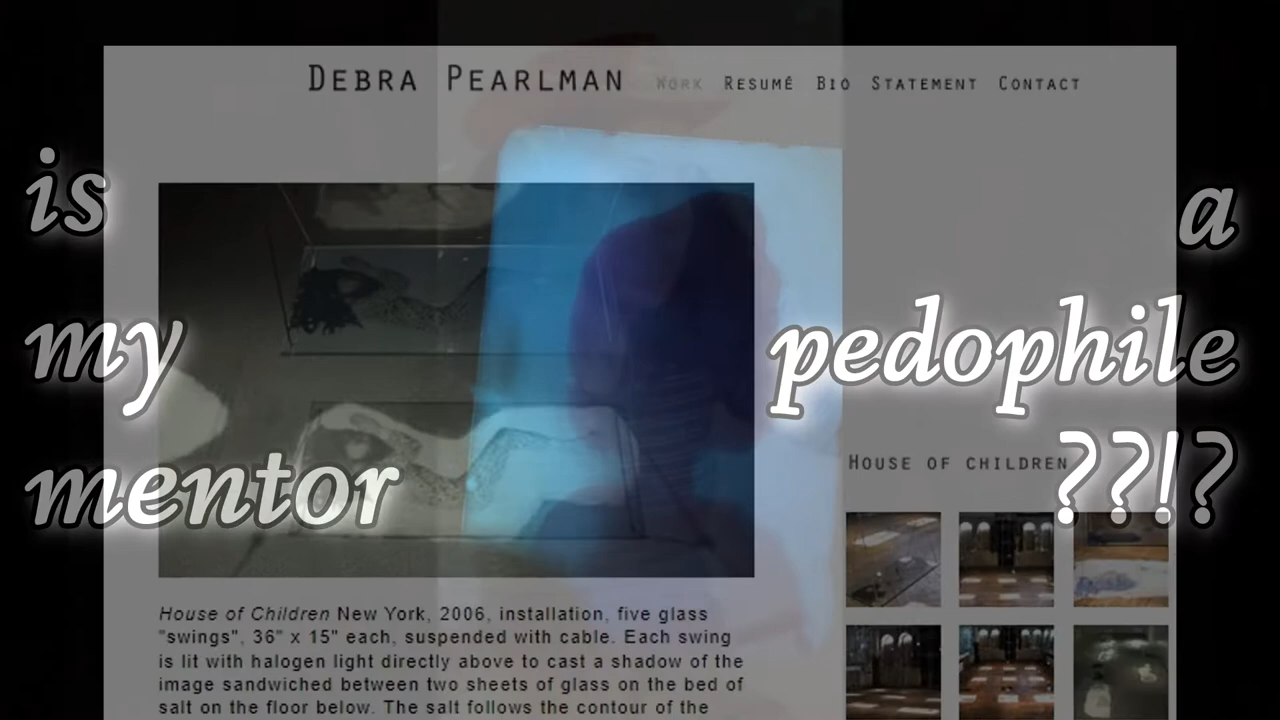 DEBRA PEARLMAN
WORK RESUMÉ BIO STATEMENT CONTACT
is a
my pedophile
mentor ??!?
HOUSE OF CHILDREN
House of Children New York, 2006, installation, five glass
"swings", 36" x 15" each, suspended with cable. Each swing
is lit with halogen light directly above to cast a shadow of the
image sandwiched between two sheets of glass on the bed of
salt on the floor below. The salt follows the contour of the